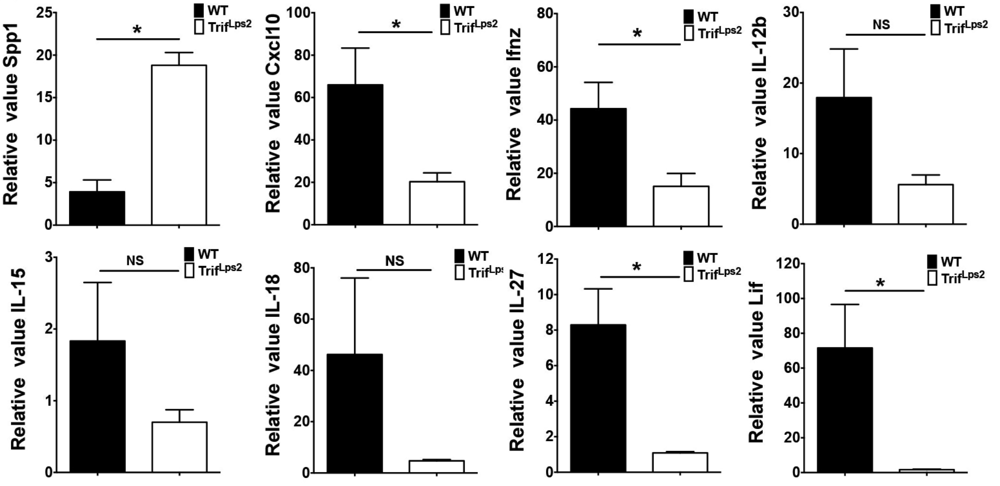 Relative value Spp1
25
20
15
10
5
0
*
WT
TrifLps2
Relative value Cxcl10
100
80
60
40
20
0
*
WT
TrifLps2
Relative value Ifnz
80
60
40
20
0
*
WT
TrifLps2
Relative value IL-12b
30
20
10
0
NS
WT
TrifLps2
Relative value IL-15
3
2
1
0
NS
WT
TrifLps2
Relative value IL-18
80
60
40
20
0
NS
WT
TrifLps
Relative value IL-27
12
10
8
6
4
2
0
*
WT
TrifLps2
Relative value Lif
120
100
80
60
40
20
0
*
WT
TrifLps2